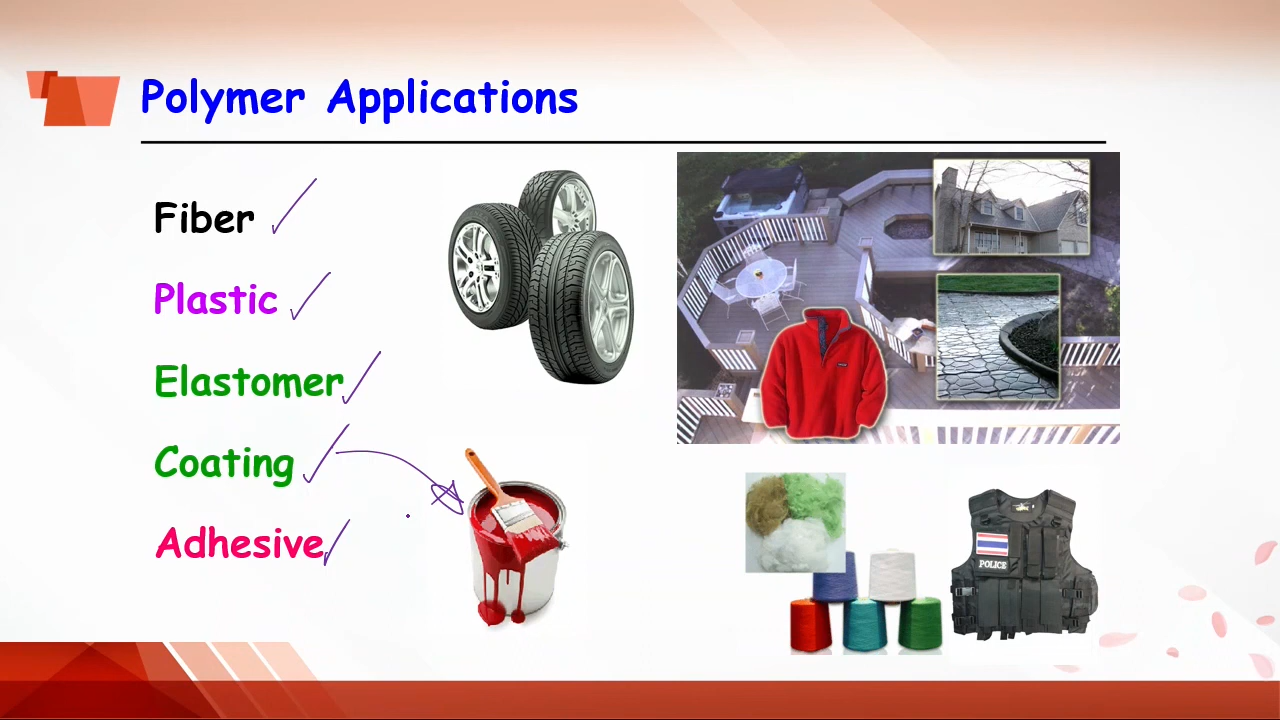 Polymer Applications
Fiber
Plastic
Elastomer
Coating
Adhesive
POLICE